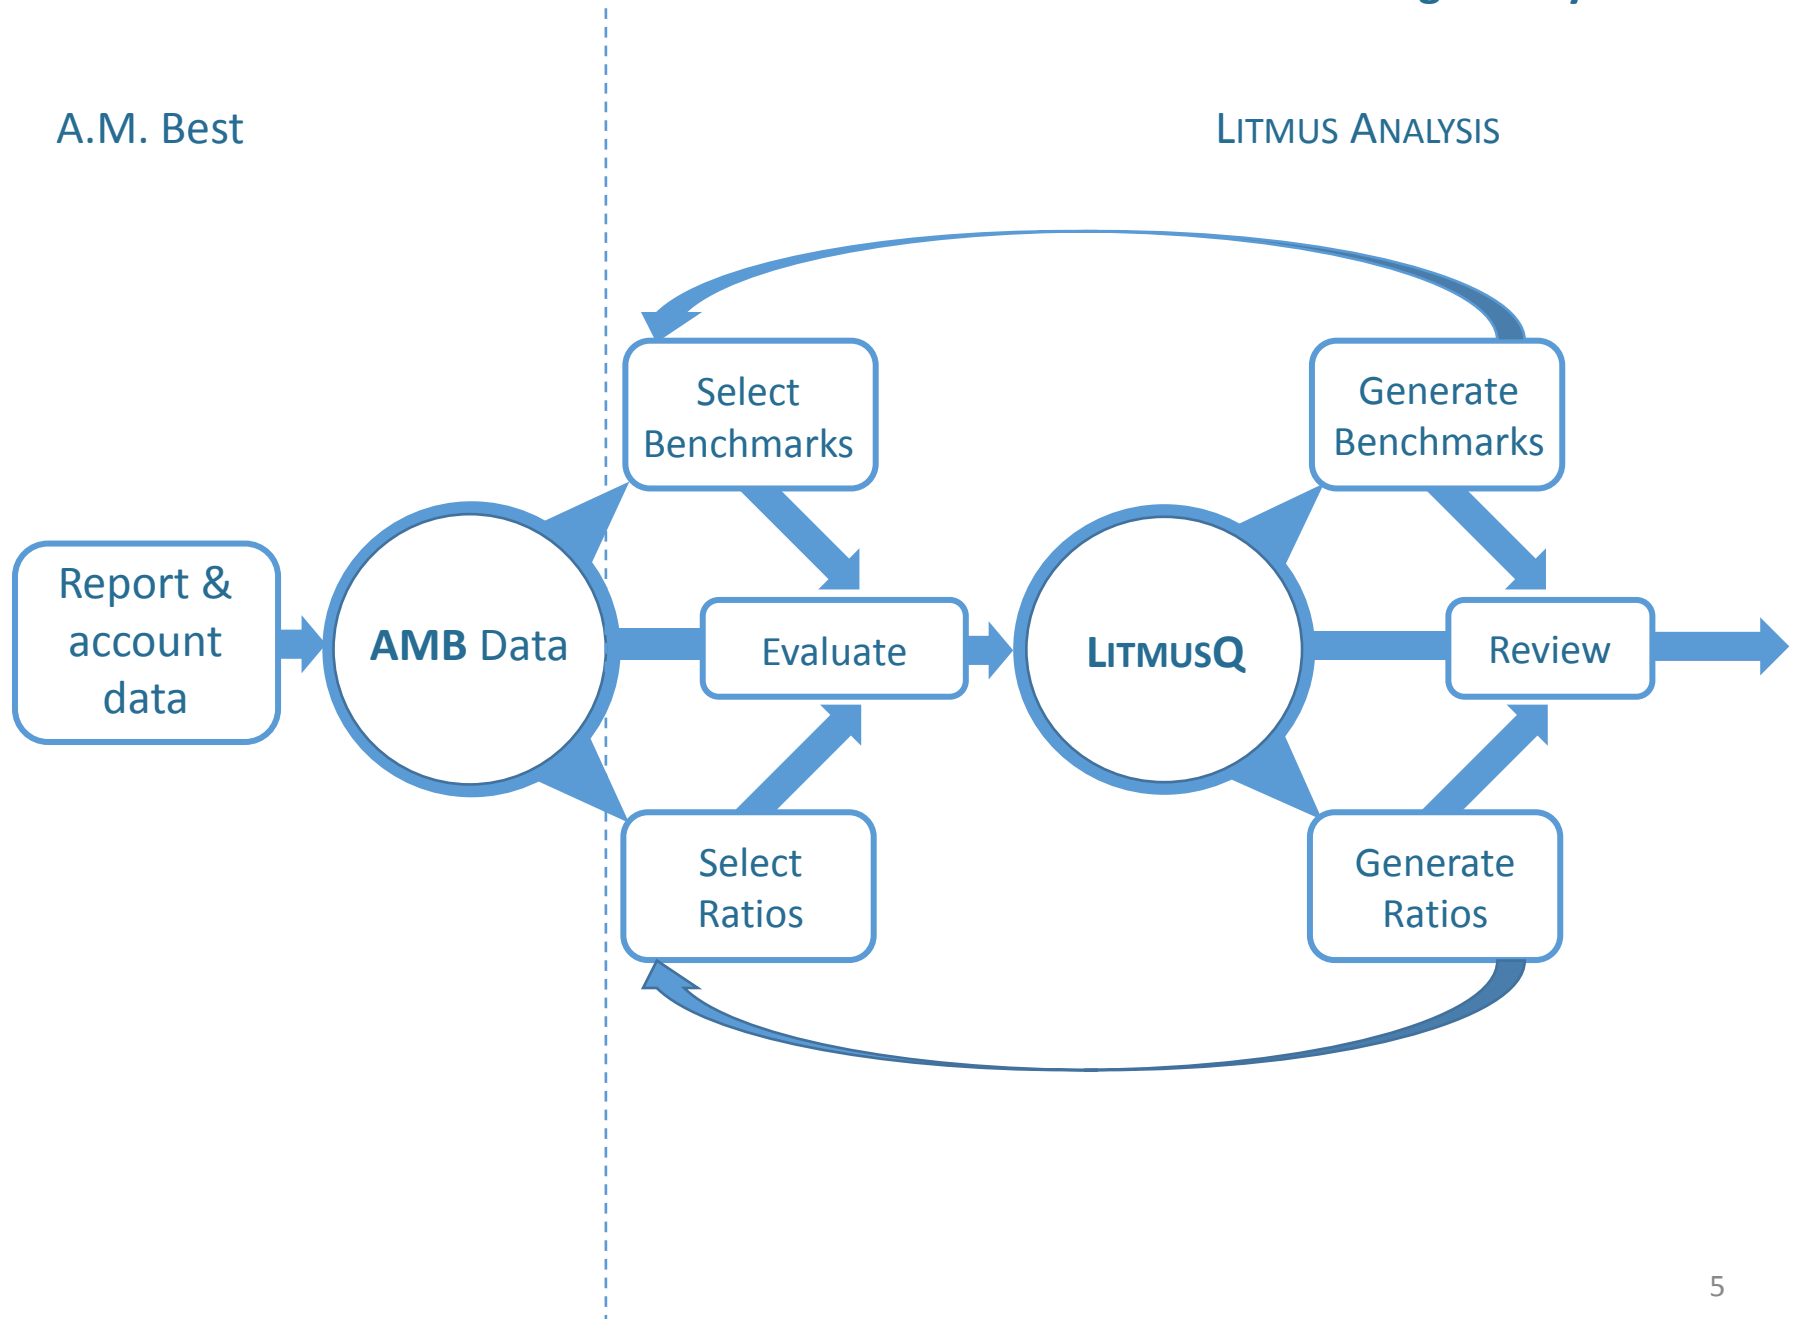 A.M. Best
LITMUS ANALYSIS
Select
Benchmarks
Generate
Benchmarks
Report &
account
data
AMB Data
Evaluate
LITMUSQ
Review
Select
Ratios
Generate
Ratios
5